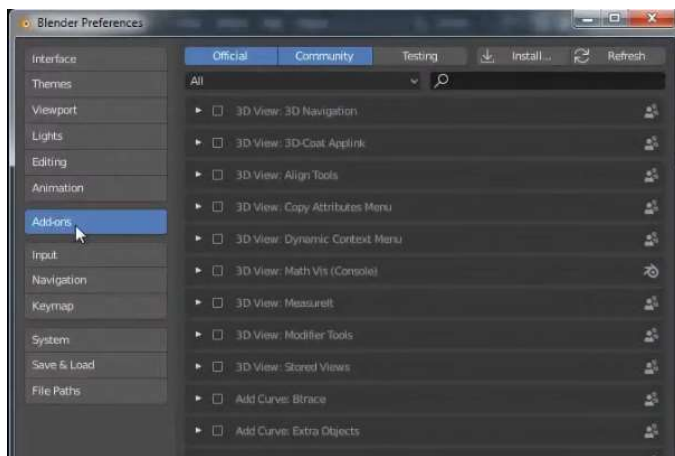 Blender Preferences
Interface
Themes
Viewport
Lights
Editing
Animation
Add-ons
Input
Navigation
Keymap
System
Save & Load
File Paths
Official Community Testing Install... Refresh
All
3D View: 3D Navigation
3D View: 3D-Coat Applink
3D View: Align Tools
3D View: Copy Attributes Menu
3D View: Dynamic Context Menu
3D View: Math Vis (Console)
3D View: MeasureIt
3D View: Modifier Tools
3D View: Stored Views
Add Curve: Btrace
Add Curve: Extra Objects